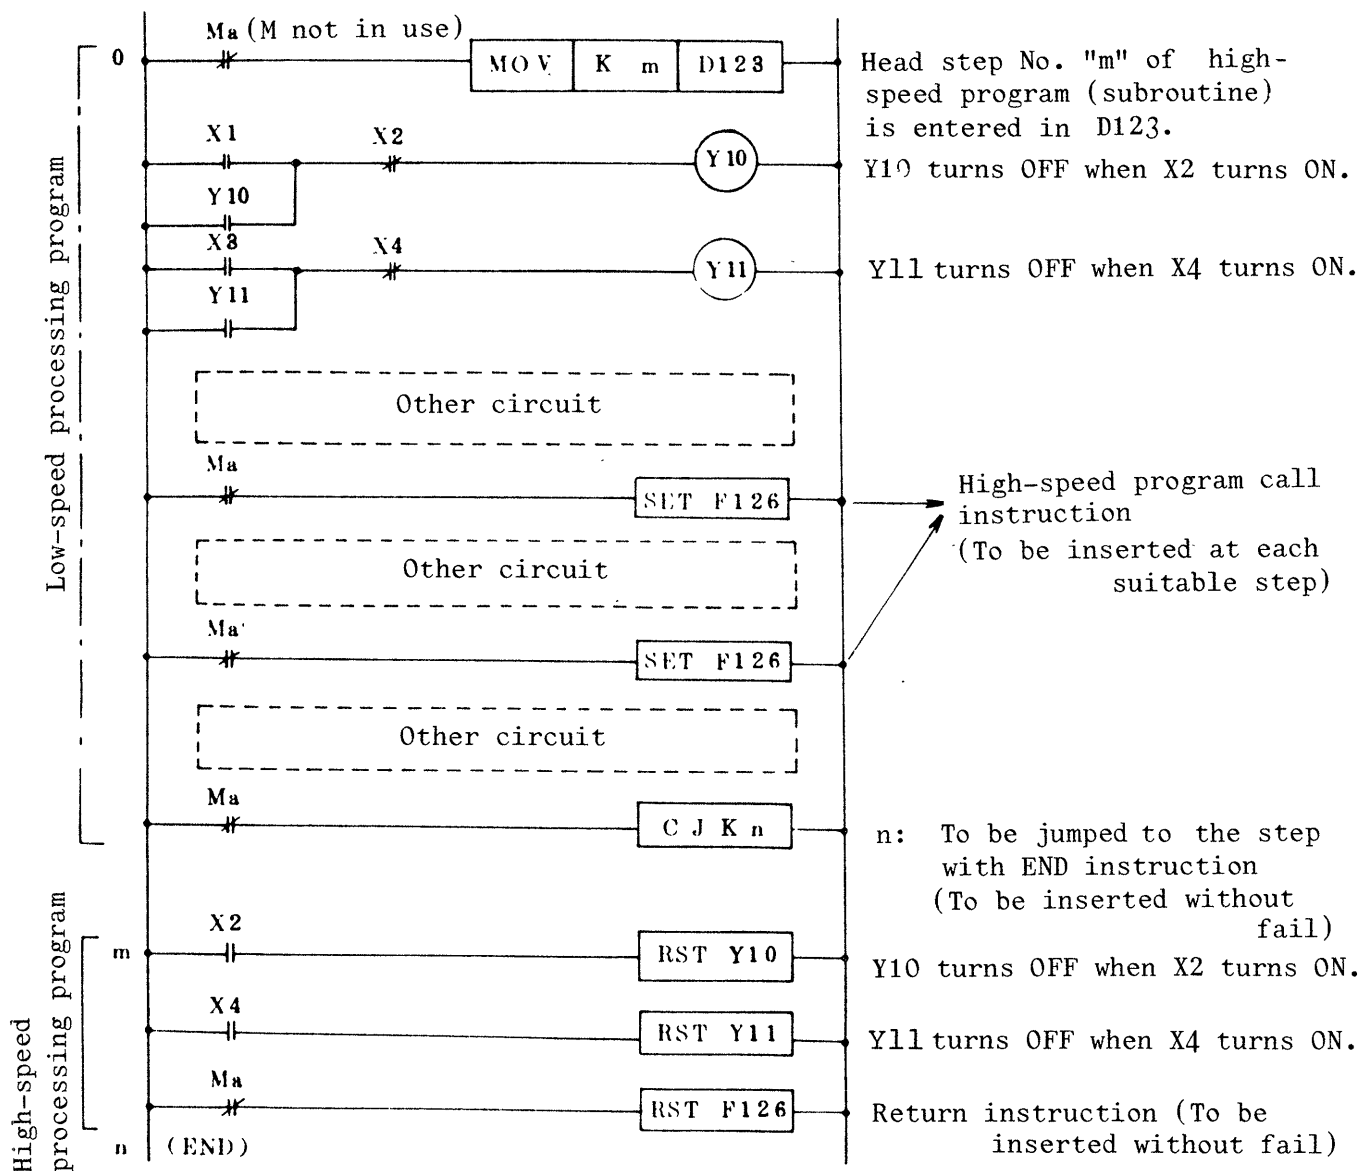 Ma (M not in use)
0
MOV K m D123
Head step No. "m" of high-
speed program (subroutine)
is entered in D123.
X1
X2
Y10
Y10 turns OFF when X2 turns ON.
Y10
X3
X4
Y11
Y11 turns OFF when X4 turns ON.
Y11
Low-speed processing program
Other circuit
Ma
SET F126
High-speed program call
instruction
(To be inserted at each
suitable step)
Other circuit
Ma
SET F126
Other circuit
Ma
C J K n
n: To be jumped to the step
with END instruction
(To be inserted without
fail)
High-speed
processing program
m
X2
RST Y10
Y10 turns OFF when X2 turns ON.
X4
RST Y11
Y11 turns OFF when X4 turns ON.
Ma
RST F126
Return instruction (To be
inserted without fail)
n
(END)